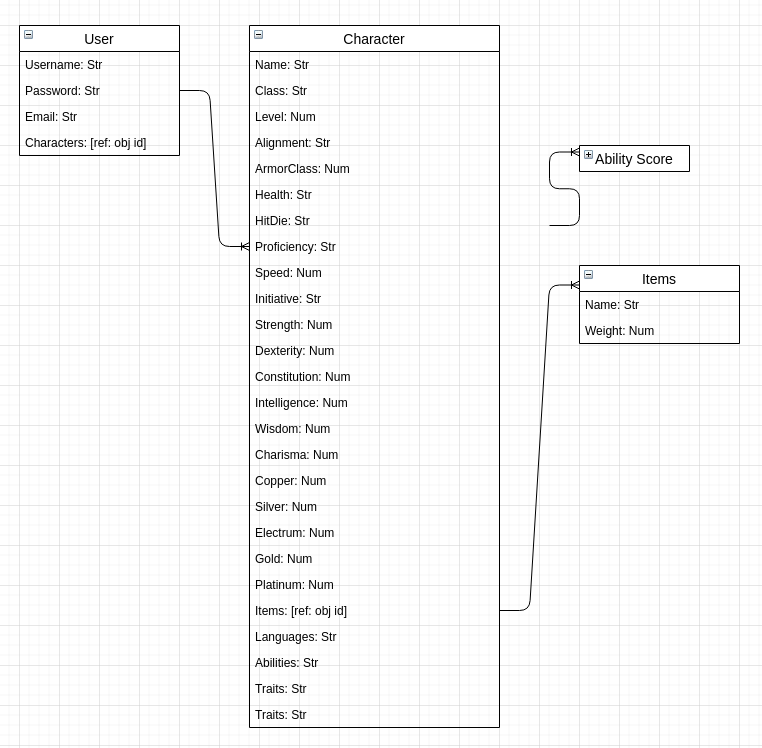 User
Username: Str
Password: Str
Email: Str
Characters: [ref: obj id]
Character
Name: Str
Class: Str
Level: Num
Alignment: Str
ArmorClass: Num
Health: Str
HitDie: Str
Proficiency: Str
Speed: Num
Initiative: Str
Strength: Num
Dexterity: Num
Constitution: Num
Intelligence: Num
Wisdom: Num
Charisma: Num
Copper: Num
Silver: Num
Electrum: Num
Gold: Num
Platinum: Num
Items: [ref: obj id]
Languages: Str
Abilities: Str
Traits: Str
Traits: Str
Ability Score
Items
Name: Str
Weight: Num